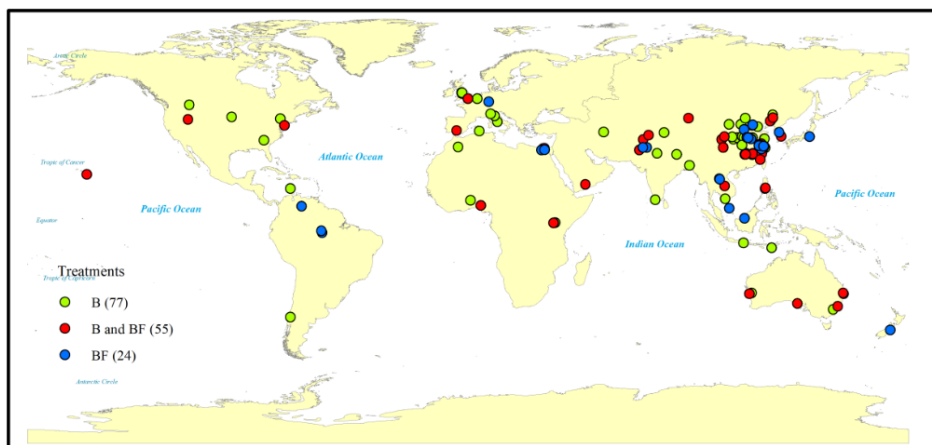 Arctic Circle
Tropic of Cancer
Atlantic Ocean
Pacific Ocean
Pacific Ocean
Equator
Indian Ocean
Treatments
Tropic of Capricorn
B (77)
B and BF (55)
BF (24)
Antarctic Circle